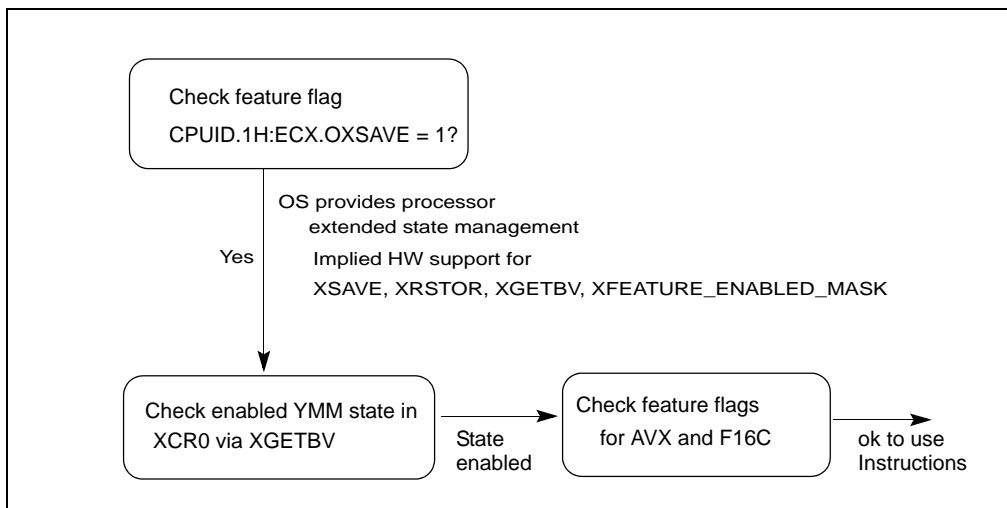 Check feature flag
CPUID.1H:ECX.OXSAVE = 1?
OS provides processor
extended state management
Yes
Implied HW support for
XSAVE, XRSTOR, XGETBV, XFEATURE_ENABLED_MASK
Check enabled YMM state in
XCR0 via XGETBV
State
enabled
Check feature flags
for AVX and F16C
ok to use
Instructions